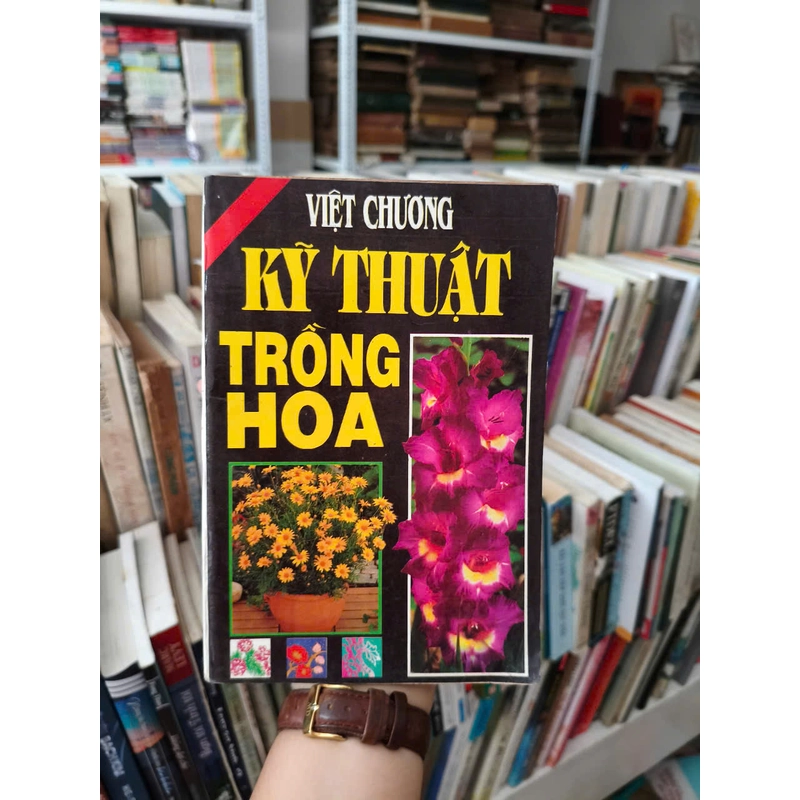 VIỆT CHƯƠNG
KỸ THUẬT
TRỒNG
HOA